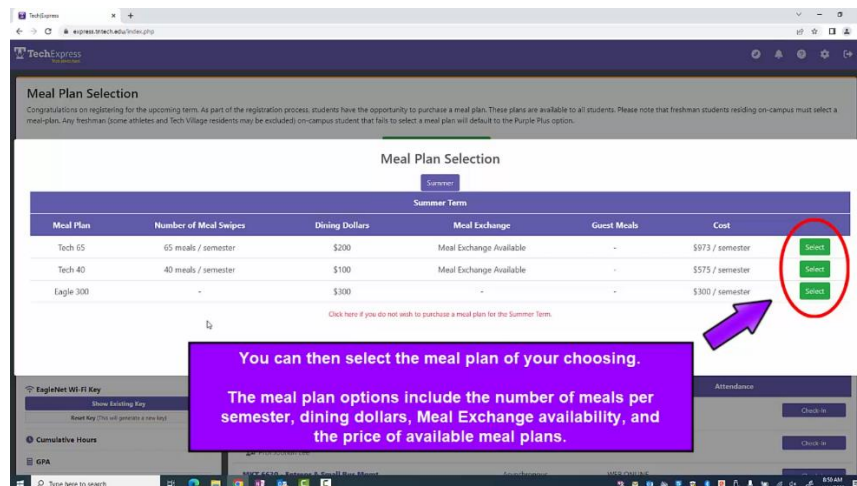 TechExpress
express.tntech.edu/index.php
TechExpress
Meal Plan Selection
Congratulations on registering for the upcoming term. As part of the registration process, students have the opportunity to purchase a meal plan. These plans are available to all students. Please note that freshman students residing on-campus must select a
meal-plan. Any freshman (some athletes and Tech Village residents may be excluded) on-campus student that fails to select a meal plan will default to the Purple Plus option.
Meal Plan Selection
Summer
Summer Term
Meal Plan Number of Meal Swipes Dining Dollars Meal Exchange Guest Meals Cost
Tech 65 65 meals / semester $200 Meal Exchange Available - $973 / semester Select
Tech 40 40 meals / semester $100 Meal Exchange Available - $575 / semester Select
Eagle 300 - $300 - - $300 / semester Select
Click here if you do not wish to purchase a meal plan for the Summer Term.
You can then select the meal plan of your choosing.
The meal plan options include the number of meals per
semester, dining dollars, Meal Exchange availability, and
the price of available meal plans.
EagleNet Wi-Fi Key
Attendance
Show Existing Key
Reset Key (This will generate a new key)
Check-In
Cumulative Hours
Check-In
GPA
Asynchronous WEB ONLINE
Type here to search
8:50 AM